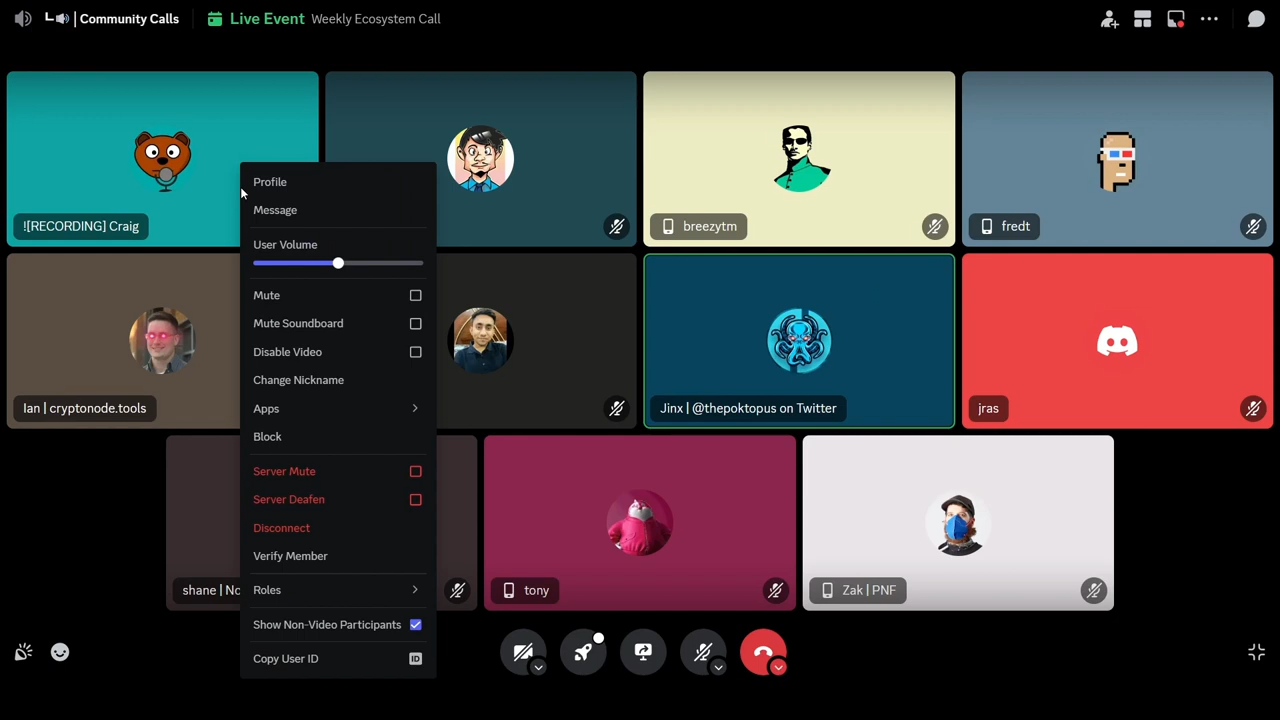 Community Calls
Live Event Weekly Ecosystem Call
![RECORDING] Craig
breezytm
fredt
Profile
Message
User Volume
Mute
Mute Soundboard
Disable Video
Change Nickname
Apps
Block
Server Mute
Server Deafen
Disconnect
Verify Member
Roles
Show Non-Video Participants
Copy User ID
ID
Ian | cryptonode.tools
Jinx | @thepoktopus on Twitter
jras
shane | No
tony
Zak | PNF